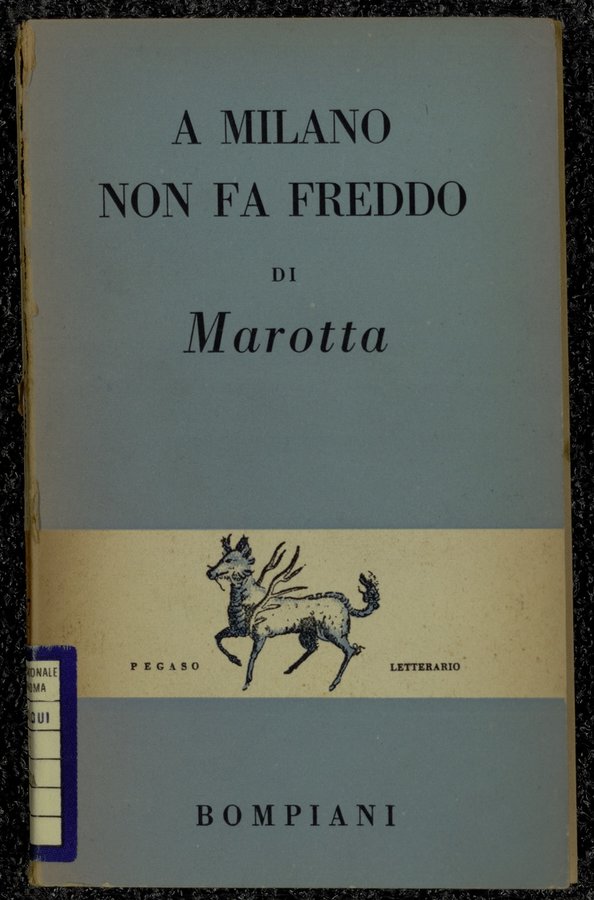 A MILANO
NON FA FREDDO
DI
Marotta
PEGASO LETTERARIO
BOMPIANI